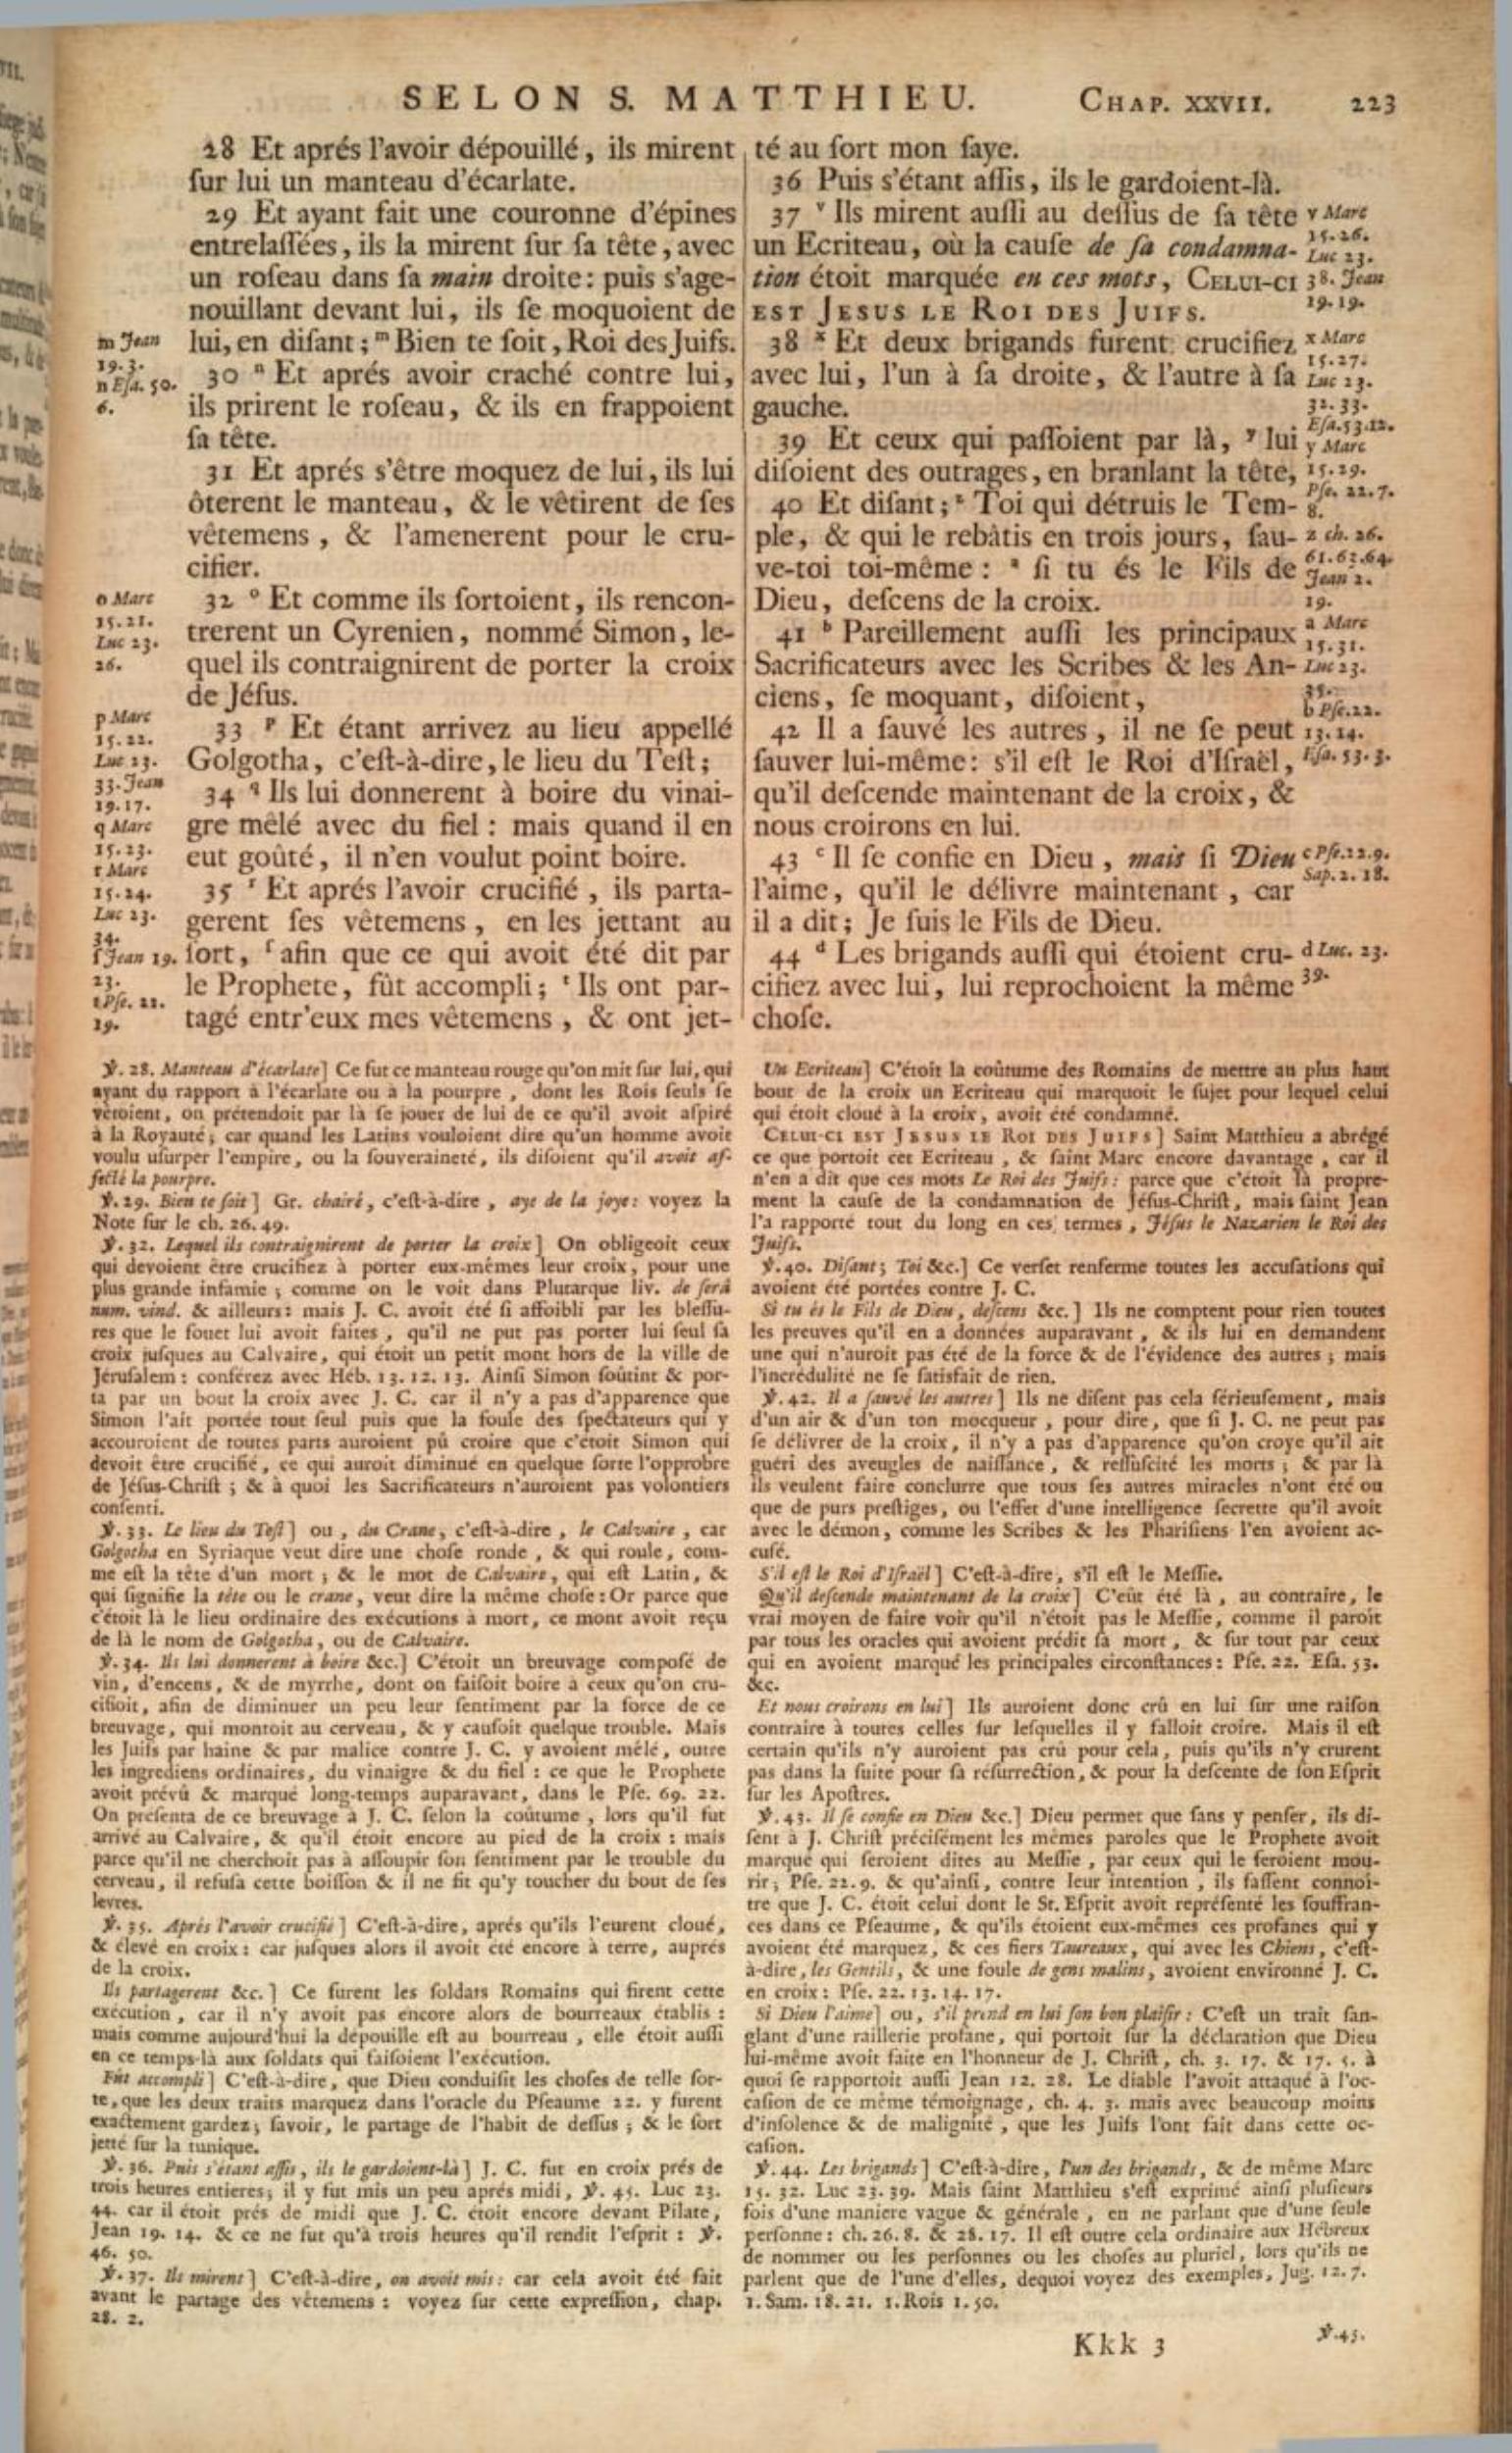 SELON S. MATTHIEU. CHAP. XXVII. 223
28 Et aprés l'avoir dépouillé, ils mirent
ſur lui un manteau d'écarlate.
29 Et ayant fait une couronne d'épines
entrelaſſées, ils la mirent ſur ſa tête, avec
un roſeau dans ſa main droite: puis s'age-
nouillant devant lui, ils ſe moquoient de
lui, en diſant; m Bien te ſoit, Roi des Juifs.
30 n Et aprés avoir craché contre lui,
ils prirent le roſeau, & ils en frappoient
ſa tête.
31 Et aprés s'être moquez de lui, ils lui
ôterent le manteau, & le vêtirent de ſes
vêtemens, & l'amenerent pour le cru-
cifier.
32 o Et comme ils ſortoient, ils rencon-
trerent un Cyrenien, nommé Simon, le-
quel ils contraignirent de porter la croix
de Jéſus.
33 p Et étant arrivez au lieu appellé
Golgotha, c'eſt-à-dire, le lieu du Teſt;
34 q Ils lui donnerent à boire du vinai-
gre mêlé avec du fiel: mais quand il en
eut goûté, il n'en voulut point boire.
35 r Et aprés l'avoir crucifié, ils parta-
gerent ſes vêtemens, en les jettant au
ſort, ſ afin que ce qui avoit été dit par
le Prophete, fût accompli; t Ils ont par-
tagé entr'eux mes vêtemens, & ont jet-
m Jean
19. 3.
n Eſa. 50.
6.
o Marc
15. 21.
Luc 23.
26.
p Marc
15. 22.
Luc 23.
33. Jean
19. 17.
q Marc
15. 23.
r Marc
15. 24.
Luc 23.
34.
ſ Jean 19.
23.
t Pſe. 22.
19.
té au ſort mon ſaye.
36 Puis s'étant aſſis, ils le gardoient-là.
37 v Ils mirent auſſi au deſſus de ſa tête
un Ecriteau, où la cauſe de ſa condamna-
tion étoit marquée en ces mots, CELUI-CI
EST JESUS LE ROI DES JUIFS.
38 x Et deux brigands furent crucifiez
avec lui, l'un à ſa droite, & l'autre à ſa
gauche.
39 Et ceux qui paſſoient par là, y lui
diſoient des outrages, en branlant la tête,
40 Et diſant; z Toi qui détruis le Tem-
ple, & qui le rebâtis en trois jours, ſau-
ve-toi toi-même: a ſi tu és le Fils de
Dieu, deſcens de la croix.
41 b Pareillement auſſi les principaux
Sacrificateurs avec les Scribes & les An-
ciens, ſe moquant, diſoient,
42 Il a ſauvé les autres, il ne ſe peut
ſauver lui-même: s'il eſt le Roi d'Iſraël,
qu'il deſcende maintenant de la croix, &
nous croirons en lui.
43 c Il ſe confie en Dieu, mais ſi Dieu
l'aime, qu'il le délivre maintenant, car
il a dit; Je ſuis le Fils de Dieu.
44 d Les brigands auſſi qui étoient cru-
cifiez avec lui, lui reprochoient la même
choſe.
v Marc
15. 26.
Luc 23.
38. Jean
19. 19.
x Marc
15. 27.
Luc 23.
32. 33.
Eſa. 53. 12.
y Marc
15. 29.
Pſe. 22. 7.
8.
z ch. 26.
61. 63. 64.
Jean 2.
19.
a Marc
15. 31.
Luc 23.
35.
b Pſe. 22.
13. 14.
Eſa. 53. 3.
c Pſe. 22. 9.
Sap. 2. 18.
d Luc. 23.
39.
℣. 28. Manteau d'écarlate] Ce fut ce manteau rouge qu'on mit ſur lui, qui
ayant du rapport à l'écarlate ou à la pourpre, dont les Rois ſeuls ſe
vêtoient, on prétendoit par là ſe jouer de lui de ce qu'il avoit aſpiré
à la Royauté; car quand les Latins vouloient dire qu'un homme avoit
voulu uſurper l'empire, ou la ſouveraineté, ils diſoient qu'il avoit af-
fecté la pourpre.
℣. 29. Bien te ſoit] Gr. chairé, c'eſt-à-dire, aye de la joye: voyez la
Note ſur le ch. 26. 49.
℣. 32. Lequel ils contraignirent de porter la croix] On obligeoit ceux
qui devoient être crucifiez à porter eux-mêmes leur croix, pour une
plus grande infamie; comme on le voit dans Plutarque liv. de ſerâ
num. vind. & ailleurs: mais J. C. avoit été ſi affoibli par les bleſſu-
res que le fouet lui avoit faites, qu'il ne put pas porter lui ſeul ſa
croix juſques au Calvaire, qui étoit un petit mont hors de la ville de
Jéruſalem: conférez avec Héb. 13. 12. 13. Ainſi Simon ſoûtint & por-
ta par un bout la croix avec J. C. car il n'y a pas d'apparence que
Simon l'ait portée tout ſeul puis que la foule des ſpectateurs qui y
accouroient de toutes parts auroient pû croire que c'étoit Simon qui
devoit être crucifié, ce qui auroit diminué en quelque ſorte l'opprobre
de Jéſus-Chriſt; & à quoi les Sacrificateurs n'auroient pas volontiers
conſenti.
℣. 33. Le lieu du Teſt] ou, du Crane, c'eſt-à-dire, le Calvaire, car
Golgotha en Syriaque veut dire une choſe ronde, & qui roule, com-
me eſt la tête d'un mort; & le mot de Calvaire, qui eſt Latin, &
qui ſignifie la tête ou le crane, veut dire la même choſe: Or parce que
c'étoit là le lieu ordinaire des exécutions à mort, ce mont avoit reçu
de là le nom de Golgotha, ou de Calvaire.
℣. 34. Ils lui donnerent à boire &c.] C'étoit un breuvage compoſé de
vin, d'encens, & de myrrhe, dont on faiſoit boire à ceux qu'on cru-
cifioit, afin de diminuer un peu leur ſentiment par la force de ce
breuvage, qui montoit au cerveau, & y cauſoit quelque trouble. Mais
les Juifs par haine & par malice contre J. C. y avoient mêlé, outre
les ingrediens ordinaires, du vinaigre & du fiel: ce que le Prophete
avoit prévû & marqué long-temps auparavant, dans le Pſe. 69. 22.
On préſenta de ce breuvage à J. C. ſelon la coûtume, lors qu'il fut
arrivé au Calvaire, & qu'il étoit encore au pied de la croix: mais
parce qu'il ne cherchoit pas à aſſoupir ſon ſentiment par le trouble du
cerveau, il refuſa cette boiſſon & il ne fit qu'y toucher du bout de ſes
levres.
℣. 35. Aprés l'avoir crucifié] C'eſt-à-dire, aprés qu'ils l'eurent cloué,
& élevé en croix: car juſques alors il avoit été encore à terre, auprés
de la croix.
Ils partagerent &c.] Ce furent les ſoldats Romains qui firent cette
exécution, car il n'y avoit pas encore alors de bourreaux établis:
mais comme aujourd'hui la dépouille eſt au bourreau, elle étoit auſſi
en ce temps-là aux ſoldats qui faiſoient l'exécution.
Fût accompli] C'eſt-à-dire, que Dieu conduiſit les choſes de telle ſor-
te, que les deux traits marquez dans l'oracle du Pſeaume 22. y furent
exactement gardez; ſavoir, le partage de l'habit de deſſus; & le ſort
jetté ſur la tunique.
℣. 36. Puis s'étant aſſis, ils le gardoient-là] J. C. fut en croix prés de
trois heures entieres; il y fut mis un peu aprés midi, ℣. 45. Luc 23.
44. car il étoit prés de midi que J. C. étoit encore devant Pilate,
Jean 19. 14. & ce ne fut qu'à trois heures qu'il rendit l'eſprit: ℣.
46. 50.
℣. 37. Ils mirent] C'eſt-à-dire, on avoit mis: car cela avoit été fait
avant le partage des vêtemens: voyez ſur cette expreſſion, chap.
28. 2.
Un Ecriteau] C'étoit la coûtume des Romains de mettre au plus haut
bout de la croix un Ecriteau qui marquoit le ſujet pour lequel celui
qui étoit cloué à la croix, avoit été condamné.
CELUI-CI EST JESUS LE ROI DES JUIFS] Saint Matthieu a abrégé
ce que portoit cet Ecriteau, & ſaint Marc encore davantage, car il
n'en a dit que ces mots Le Roi des Juifs: parce que c'étoit là propre-
ment la cauſe de la condamnation de Jéſus-Chriſt, mais ſaint Jean
l'a rapporté tout du long en ces termes, Jéſus le Nazarien le Roi des
Juifs.
℣. 40. Diſant; Toi &c.] Ce verſet renferme toutes les accuſations qui
avoient été portées contre J. C.
Si tu és le Fils de Dieu, deſcens &c.] Ils ne comptent pour rien toutes
les preuves qu'il en a données auparavant, & ils lui en demandent
une qui n'auroit pas été de la force & de l'évidence des autres; mais
l'incrédulité ne ſe ſatisfait de rien.
℣. 42. Il a ſauvé les autres] Ils ne diſent pas cela ſérieuſement, mais
d'un air & d'un ton mocqueur, pour dire, que ſi J. C. ne peut pas
ſe délivrer de la croix, il n'y a pas d'apparence qu'on croye qu'il ait
guéri des aveugles de naiſſance, & reſſuſcité les morts; & par là
ils veulent faire conclurre que tous ſes autres miracles n'ont été ou
que de purs preſtiges, ou l'effet d'une intelligence ſecrette qu'il avoit
avec le démon, comme les Scribes & les Phariſiens l'en avoient ac-
cuſé.
S'il eſt le Roi d'Iſraël] C'eſt-à-dire, s'il eſt le Meſſie.
Qu'il deſcende maintenant de la croix] C'eût été là, au contraire, le
vrai moyen de faire voir qu'il n'étoit pas le Meſſie, comme il paroit
par tous les oracles qui avoient prédit ſa mort, & ſur tout par ceux
qui en avoient marqué les principales circonſtances: Pſe. 22. Eſa. 53.
&c.
Et nous croirons en lui] Ils auroient donc crû en lui ſur une raiſon
contraire à toutes celles ſur leſquelles il y falloit croire. Mais il eſt
certain qu'ils n'y auroient pas crû pour cela, puis qu'ils n'y crurent
pas dans la ſuite pour ſa réſurrection, & pour la deſcente de ſon Eſprit
ſur les Apoſtres.
℣. 43. Il ſe confie en Dieu &c.] Dieu permet que ſans y penſer, ils di-
ſent à J. Chriſt préciſément les mêmes paroles que le Prophete avoit
marqué qui ſeroient dites au Meſſie, par ceux qui le feroient mou-
rir; Pſe. 22. 9. & qu'ainſi, contre leur intention, ils faſſent connoî-
tre que J. C. étoit celui dont le St. Eſprit avoit repréſenté les ſouffran-
ces dans ce Pſeaume, & qu'ils étoient eux-mêmes ces profanes qui y
avoient été marquez, & ces fiers Taureaux, qui avec les Chiens, c'eſt-
à-dire, les Gentils, & une foule de gens malins, avoient environné J. C.
en croix: Pſe. 22. 13. 14. 17.
Si Dieu l'aime] ou, s'il prend en lui ſon bon plaiſir: C'eſt un trait ſan-
glant d'une raillerie profane, qui portoit ſur la déclaration que Dieu
lui-même avoit faite en l'honneur de J. Chriſt, ch. 3. 17. & 17. 5. à
quoi ſe rapportoit auſſi Jean 12. 28. Le diable l'avoit attaqué à l'oc-
caſion de ce même témoignage, ch. 4. 3. mais avec beaucoup moins
d'inſolence & de malignité, que les Juifs l'ont fait dans cette oc-
caſion.
℣. 44. Les brigands] C'eſt-à-dire, l'un des brigands, & de même Marc
15. 32. Luc 23. 39. Mais ſaint Matthieu s'eſt exprimé ainſi pluſieurs
fois d'une maniere vague & générale, en ne parlant que d'une ſeule
perſonne: ch. 26. 8. & 28. 17. Il eſt outre cela ordinaire aux Hébreux
de nommer ou les perſonnes ou les choſes au pluriel, lors qu'ils ne
parlent que de l'une d'elles, dequoi voyez des exemples, Jug. 12. 7.
1. Sam. 18. 21. 1. Rois 1. 50.
Kkk 3 ℣. 45.